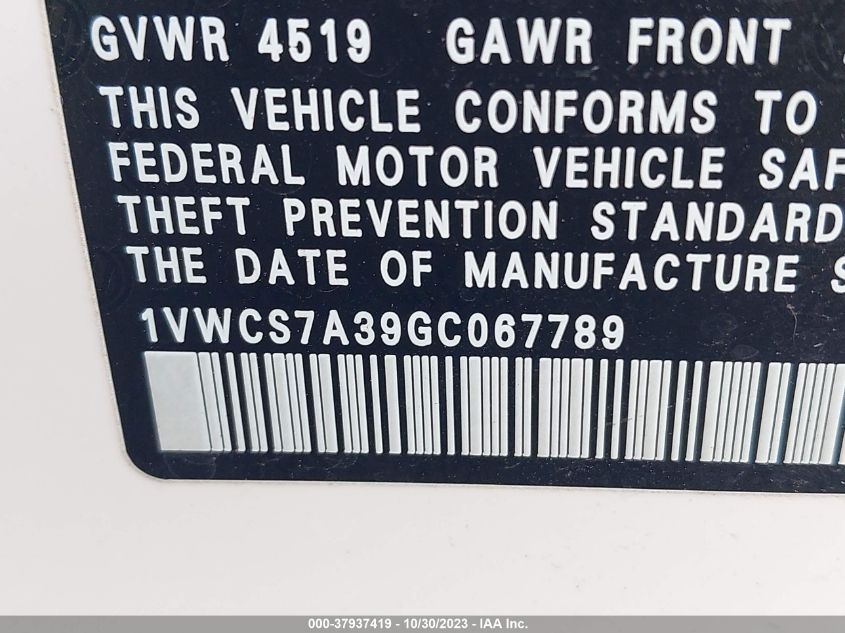 GVWR 4519 GAWR FRONT
THIS VEHICLE CONFORMS TO
FEDERAL MOTOR VEHICLE SAF
THEFT PREVENTION STANDARD
THE DATE OF MANUFACTURE S
1VWCS7A39GC067789
000-37937419 - 10/30/2023 - IAA Inc.